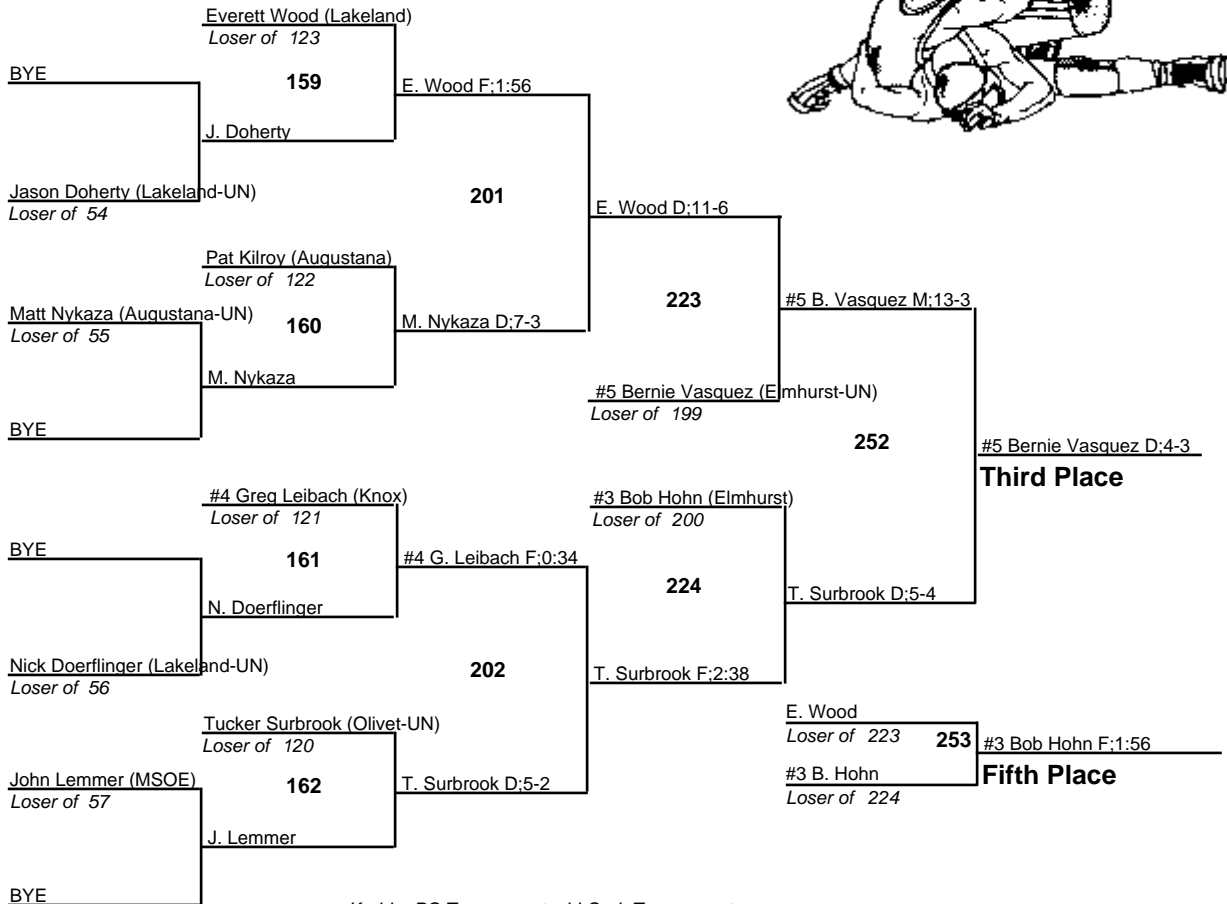 Everett Wood (Lakeland)
Loser of 123
BYE
159
E. Wood F;1:56
J. Doherty
Jason Doherty (Lakeland-UN)
Loser of 54
201
E. Wood D;11-6
Pat Kilroy (Augustana)
Loser of 122
Matt Nykaza (Augustana-UN)
Loser of 55
160
M. Nykaza D;7-3
M. Nykaza
BYE
223
#5 B. Vasquez M;13-3
#5 Bernie Vasquez (Elmhurst-UN)
Loser of 199
252
#5 Bernie Vasquez D;4-3
Third Place
#4 Greg Leibach (Knox)
Loser of 121
#3 Bob Hohn (Elmhurst)
Loser of 200
BYE
161
#4 G. Leibach F;0:34
224
N. Doerflinger
T. Surbrook D;5-4
Nick Doerflinger (Lakeland-UN)
Loser of 56
202
T. Surbrook F;2:38
Tucker Surbrook (Olivet-UN)
Loser of 120
E. Wood
Loser of 223
253
#3 Bob Hohn F;1:56
Fifth Place
#3 B. Hohn
Loser of 224
John Lemmer (MSOE)
Loser of 57
162
T. Surbrook D;5-2
J. Lemmer
BYE